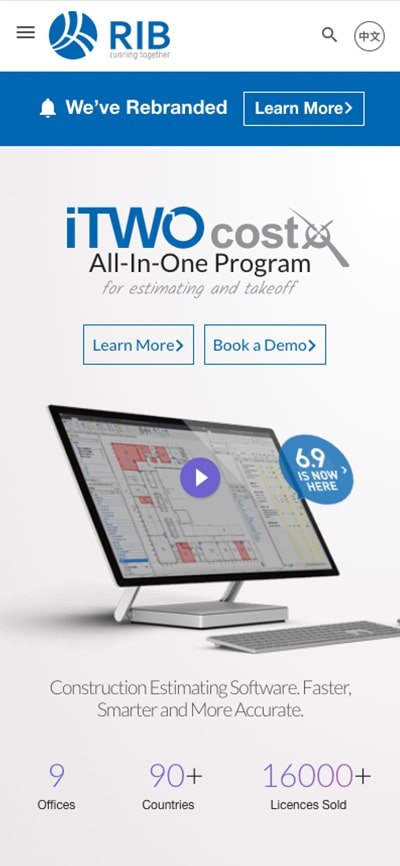 RIB
running together
中文
We've Rebranded
Learn More
iTWO costX
All-In-One Program
for estimating and takeoff
Learn More
Book a Demo
6.9
IS NOW
HERE
Construction Estimating Software. Faster,
Smarter and More Accurate.
9
90+
16000+
Offices
Countries
Licences Sold